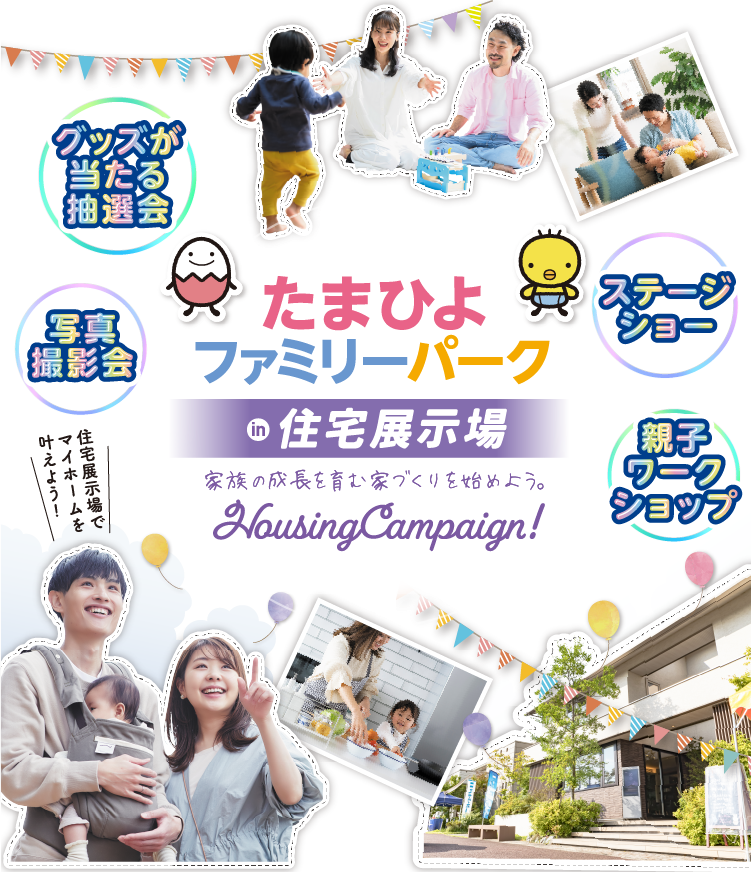 グッズが
当たる
抽選会
写真
撮影会
ステージ
ショー
親子
ワーク
ショップ
たまひよ
ファミリーパーク
in 住宅展示場
家族の成長を育む家づくりを始めよう。
HousingCampaign!
住宅展示場で
マイホームを
叶えよう!